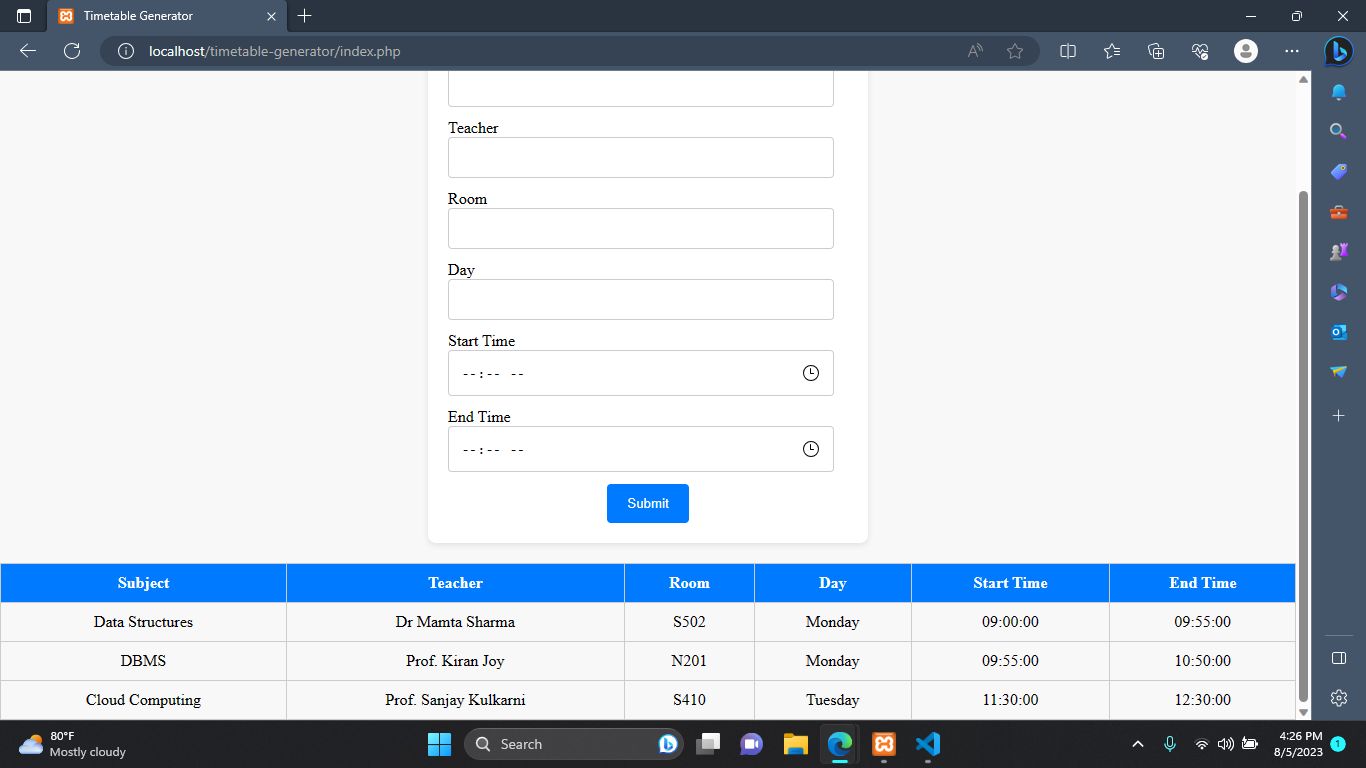 Timetable Generator
localhost/timetable-generator/index.php
Teacher
Room
Day
Start Time
--:-- --
End Time
--:-- --
Submit
Subject Teacher Room Day Start Time End Time
Data Structures Dr Mamta Sharma S502 Monday 09:00:00 09:55:00
DBMS Prof. Kiran Joy N201 Monday 09:55:00 10:50:00
Cloud Computing Prof. Sanjay Kulkarni S410 Tuesday 11:30:00 12:30:00
80°F
Mostly cloudy
Search
4:26 PM
8/5/2023
1